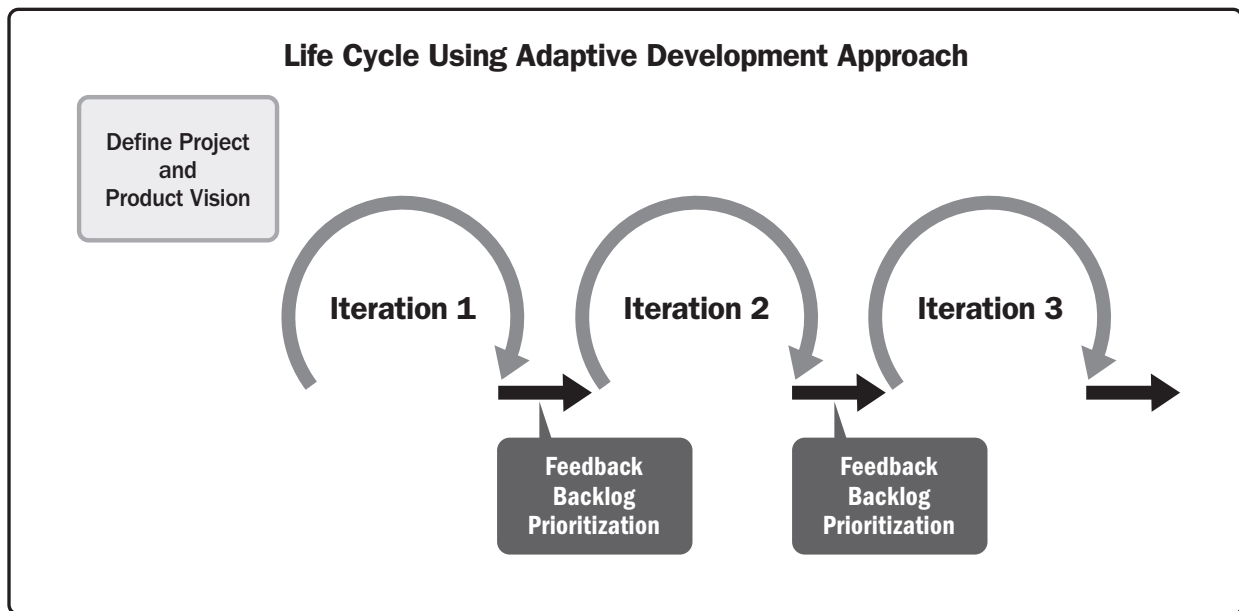 Life Cycle Using Adaptive Development Approach
Define Project
and
Product Vision
Iteration 1
Iteration 2
Iteration 3
Feedback
Backlog
Prioritization
Feedback
Backlog
Prioritization